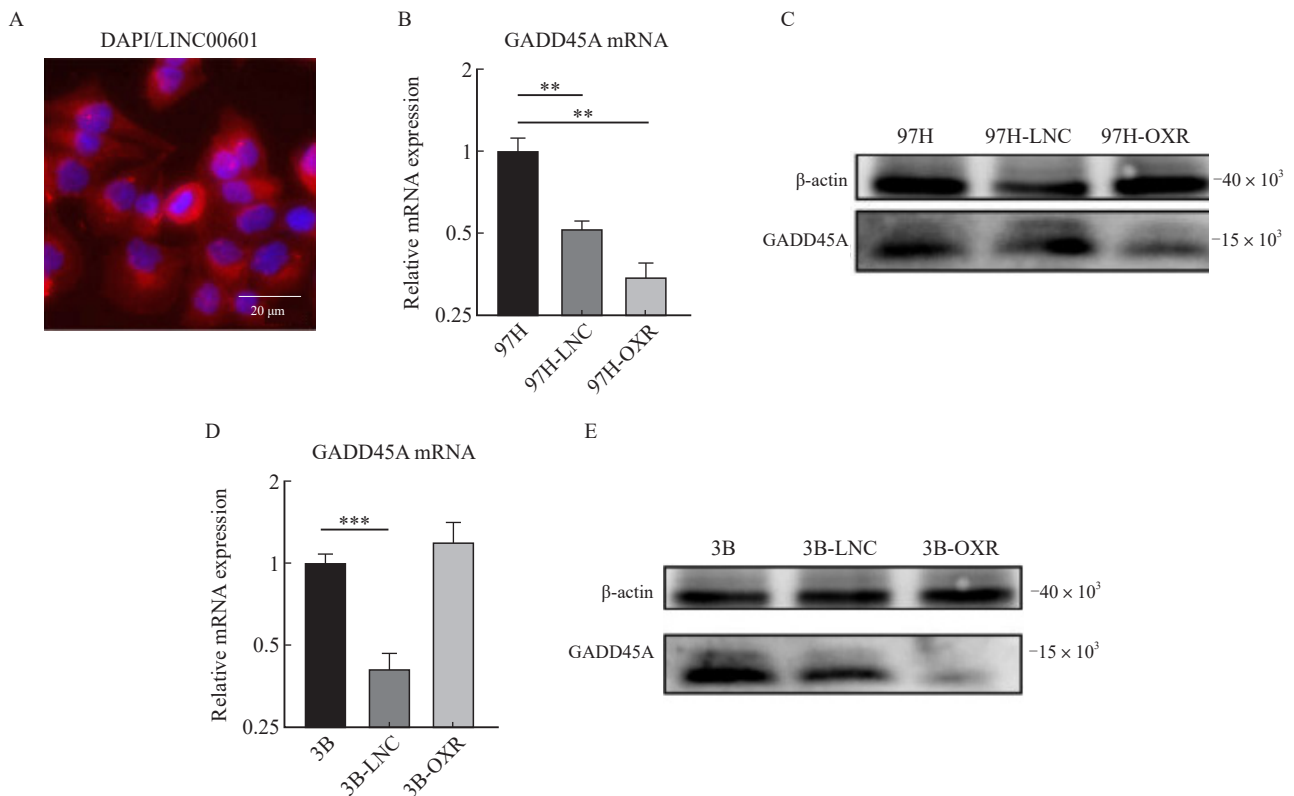 A
DAPI/LINC00601
20 μm
B
GADD45A mRNA
Relative mRNA expression
2
1
0.5
0.25
**
**
97H
97H-LNC
97H-OXR
C
97H 97H-LNC 97H-OXR
β-actin
−40 × 10³
GADD45A
−15 × 10³
D
GADD45A mRNA
Relative mRNA expression
2
1
0.5
0.25
***
3B
3B-LNC
3B-OXR
E
3B 3B-LNC 3B-OXR
β-actin
−40 × 10³
GADD45A
−15 × 10³